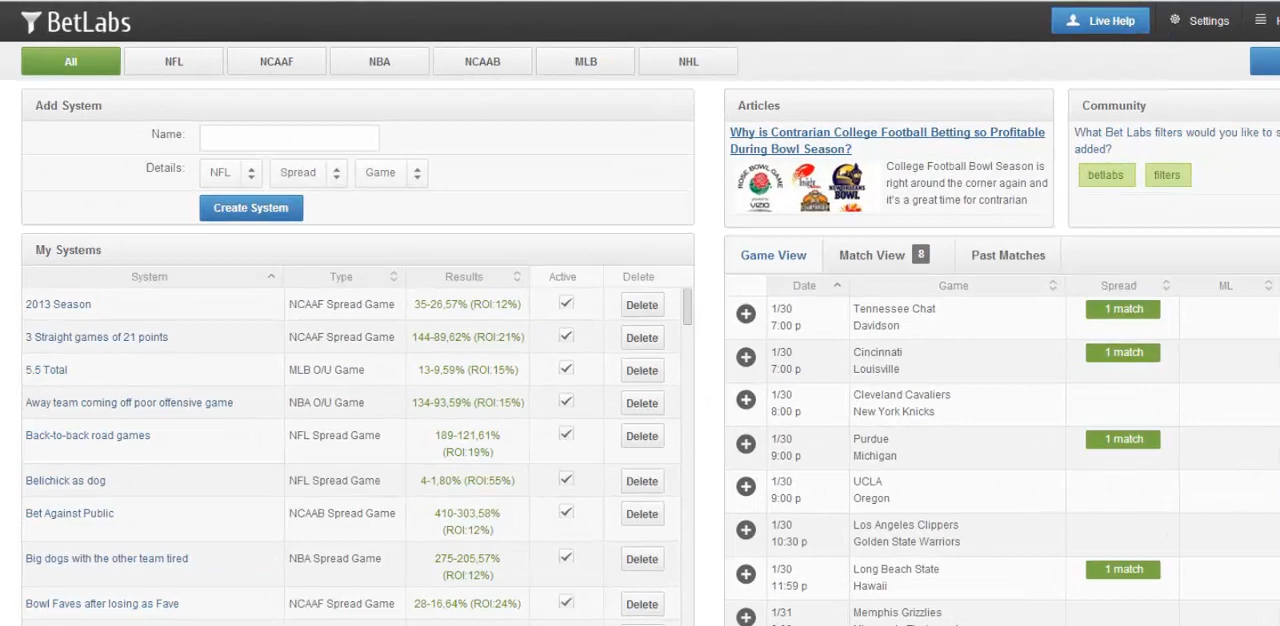 BetLabs
Live Help
Settings
All
NFL
NCAAF
NBA
NCAAB
MLB
NHL
Add System
Name:
Details:
NFL
Spread
Game
Create System
My Systems
System
Type
Results
Active
Delete
2013 Season
NCAAF Spread Game
35-26,57% (ROI:12%)
Delete
3 Straight games of 21 points
NCAAF Spread Game
144-89,62% (ROI:21%)
Delete
5.5 Total
MLB O/U Game
13-9,59% (ROI:15%)
Delete
Away team coming off poor offensive game
NBA O/U Game
134-93,59% (ROI:15%)
Delete
Back-to-back road games
NFL Spread Game
189-121,61%
(ROI:19%)
Delete
Belichick as dog
NFL Spread Game
4-1,80% (ROI:55%)
Delete
Bet Against Public
NCAAB Spread Game
410-303,58%
(ROI:12%)
Delete
Big dogs with the other team tired
NBA Spread Game
275-205,57%
(ROI:12%)
Delete
Bowl Faves after losing as Fave
NCAAF Spread Game
28-16,64% (ROI:24%)
Delete
Articles
Why is Contrarian College Football Betting so Profitable
During Bowl Season?
ROSE BOWL GAME
VIZIO
NEW ORLEANS
BOWL
College Football Bowl Season is
right around the corner again and
it's a great time for contrarian
Community
What Bet Labs filters would you like to s
added?
betlabs
filters
Game View
Match View 8
Past Matches
Date
Game
Spread
ML
1/30
7:00 p
Tennessee Chat
Davidson
1 match
1/30
7:00 p
Cincinnati
Louisville
1 match
1/30
8:00 p
Cleveland Cavaliers
New York Knicks
1/30
9:00 p
Purdue
Michigan
1 match
1/30
9:00 p
UCLA
Oregon
1/30
10:30 p
Los Angeles Clippers
Golden State Warriors
1/30
11:59 p
Long Beach State
Hawaii
1 match
1/31
Memphis Grizzlies